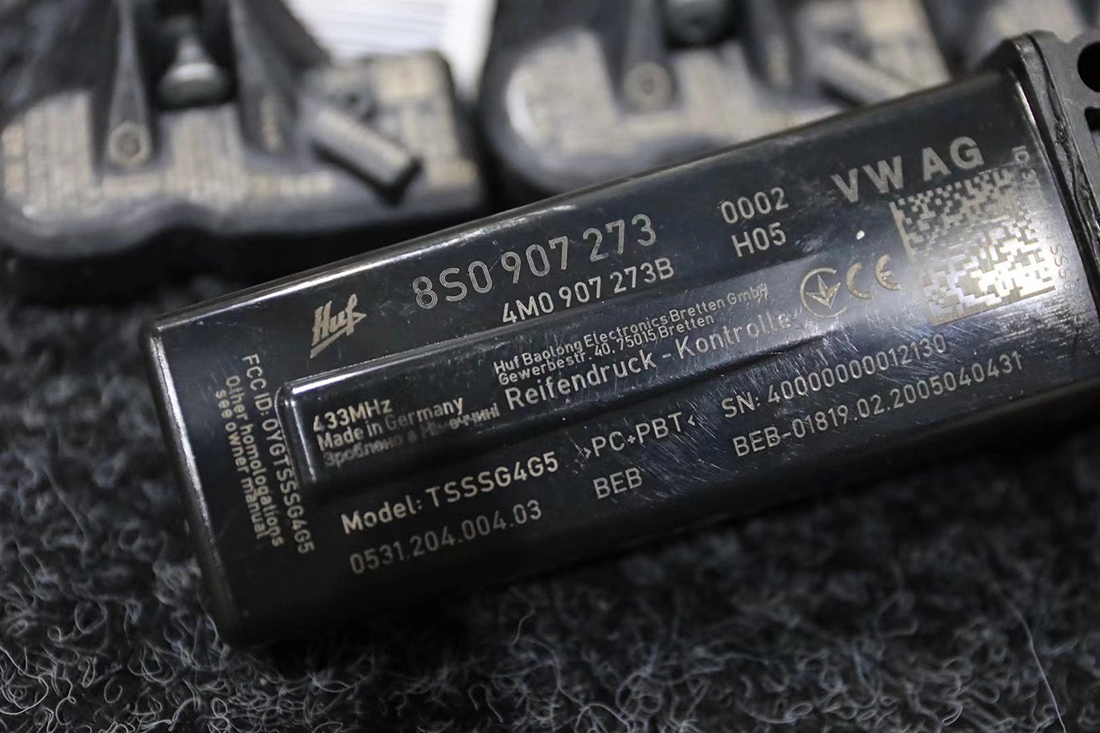 VW AG
0002
H05
8S0 907 273
4M0 907 273B
Huf
Huf Baolong Electronics Bretten GmbH
Gewerbestr. 40, 75015 Bretten
Reifendruck - Kontrolle
CE
433MHz
Made in Germany
Зроблено в Німеччині
Model: TSSSG4G5
>PC+PBT<
SN: 40000000012130
0531.204.004.03
BEB
BEB-01819.02.2005040431
FCC ID: OYGTSSSG4G5
Other homologations
see owner manual